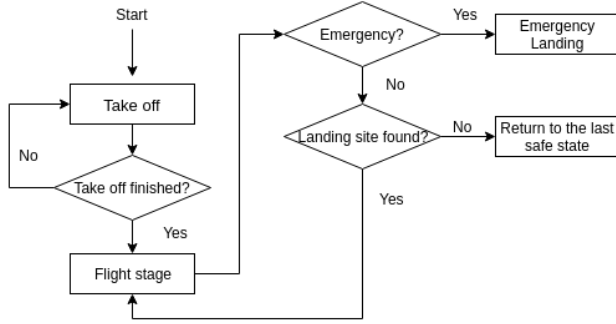 Start
Take off
No
Take off finished?
Yes
Flight stage
Emergency?
Yes
Emergency
Landing
No
Landing site found?
No
Return to the last
safe state
Yes